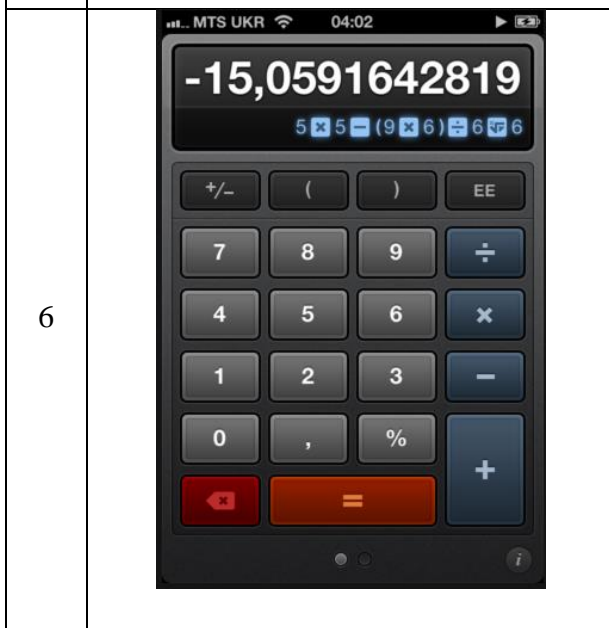 MTS UKR 04:02
-15,0591642819
5 × 5 − (9 × 6) ÷ 6 ʸ√ 6
+/− ( ) EE
7 8 9 ÷
4 5 6 ×
6
1 2 3 −
0 , % +
=
i